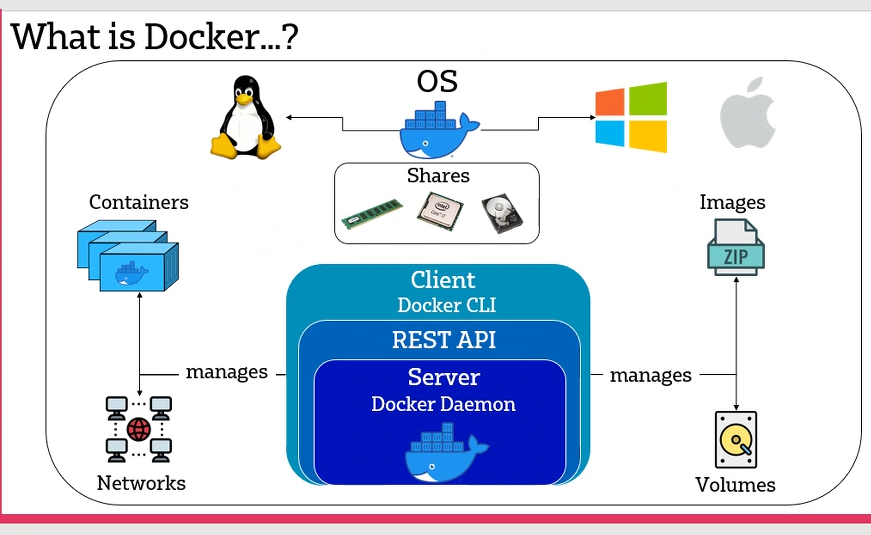 What is Docker...?
OS
Shares
Containers
Images
ZIP
Client
Docker CLI
REST API
manages
manages
Server
Docker Daemon
Networks
Volumes